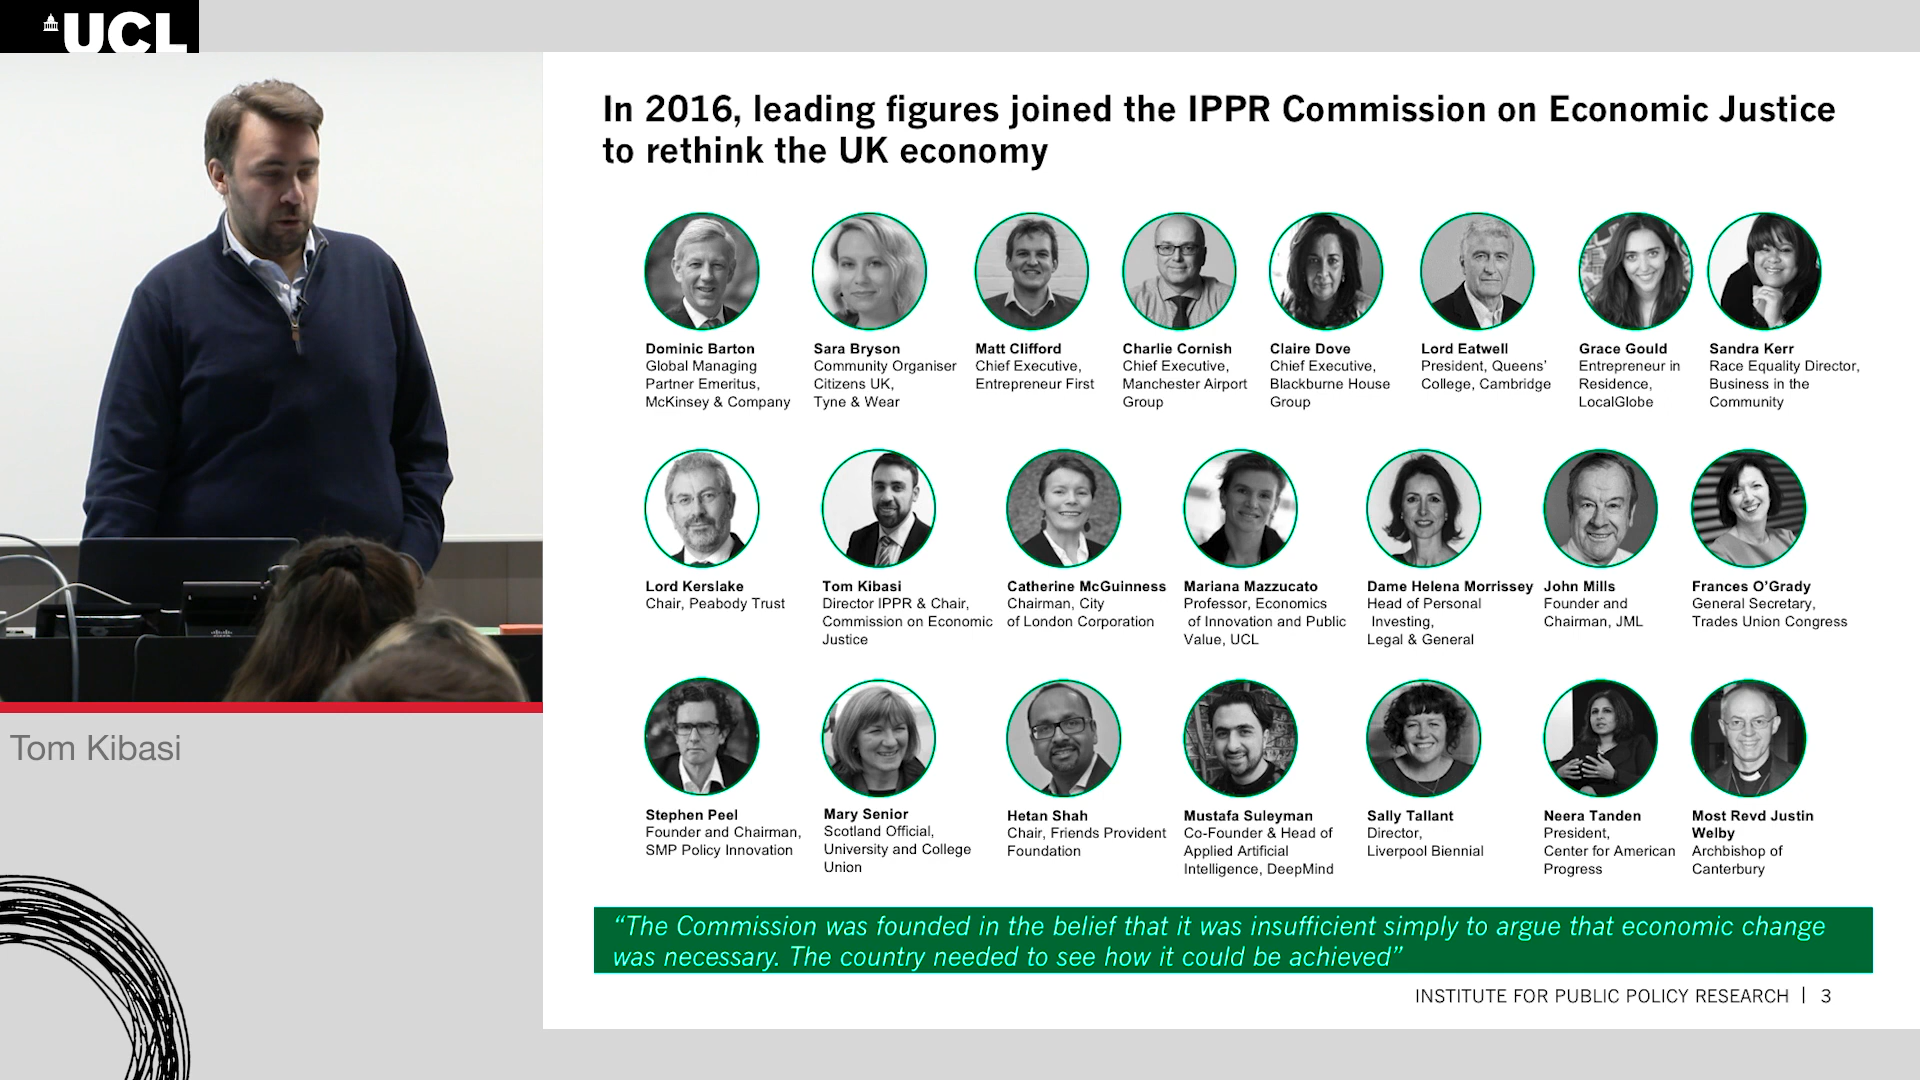 UCL
In 2016, leading figures joined the IPPR Commission on Economic Justice
to rethink the UK economy
Dominic Barton
Global Managing
Partner Emeritus,
McKinsey & Company
Sara Bryson
Community Organiser
Citizens UK,
Tyne & Wear
Matt Clifford
Chief Executive,
Entrepreneur First
Charlie Cornish
Chief Executive,
Manchester Airport
Group
Claire Dove
Chief Executive,
Blackburne House
Group
Lord Eatwell
President, Queens’
College, Cambridge
Grace Gould
Entrepreneur in
Residence,
LocalGlobe
Sandra Kerr
Race Equality Director,
Business in the
Community
Lord Kerslake
Chair, Peabody Trust
Tom Kibasi
Director IPPR & Chair,
Commission on Economic
Justice
Catherine McGuinness
Chairman, City
of London Corporation
Mariana Mazzucato
Professor, Economics
of Innovation and Public
Value, UCL
Dame Helena Morrissey
Head of Personal
Investing,
Legal & General
John Mills
Founder and
Chairman, JML
Frances O’Grady
General Secretary,
Trades Union Congress
Stephen Peel
Founder and Chairman,
SMP Policy Innovation
Mary Senior
Scotland Official,
University and College
Union
Hetan Shah
Chair, Friends Provident
Foundation
Mustafa Suleyman
Co-Founder & Head of
Applied Artificial
Intelligence, DeepMind
Sally Tallant
Director,
Liverpool Biennial
Neera Tanden
President,
Center for American
Progress
Most Revd Justin
Welby
Archbishop of
Canterbury
“The Commission was founded in the belief that it was insufficient simply to argue that economic change
was necessary. The country needed to see how it could be achieved”
INSTITUTE FOR PUBLIC POLICY RESEARCH | 3
Tom Kibasi